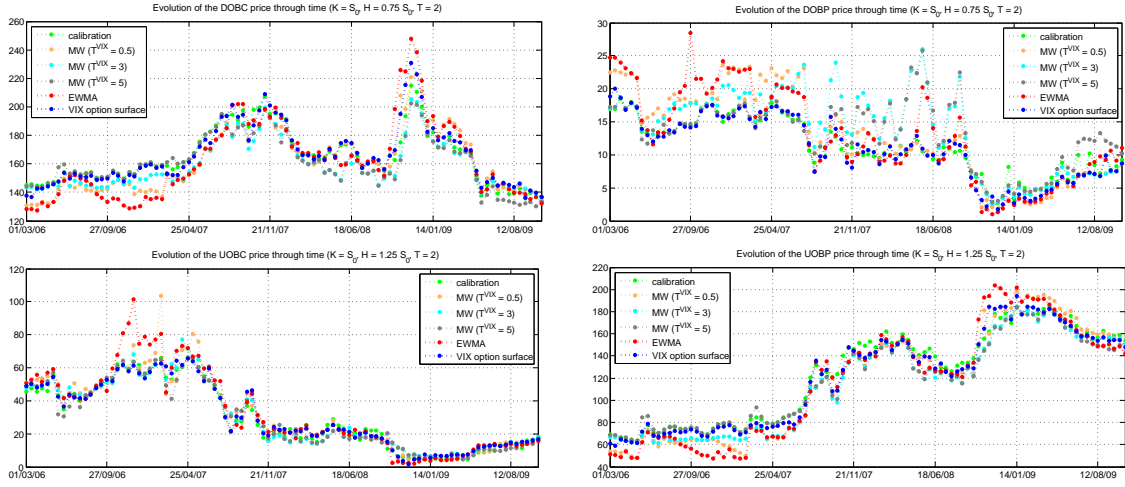 Evolution of the DOBC price through time (K = S0, H = 0.75 S0, T = 2)
260
240
220
200
180
160
140
120
calibration
MW (T^VIX = 0.5)
MW (T^VIX = 3)
MW (T^VIX = 5)
EWMA
VIX option surface
01/03/06 27/09/06 25/04/07 21/11/07 18/06/08 14/01/09 12/08/09
Evolution of the DOBP price through time (K = S0, H = 0.75 S0, T = 2)
30
25
20
15
10
5
0
calibration
MW (T^VIX = 0.5)
MW (T^VIX = 3)
MW (T^VIX = 5)
EWMA
VIX option surface
01/03/06 27/09/06 25/04/07 21/11/07 18/06/08 14/01/09 12/08/09
Evolution of the UOBC price through time (K = S0, H = 1.25 S0, T = 2)
120
100
80
60
40
20
0
calibration
MW (T^VIX = 0.5)
MW (T^VIX = 3)
MW (T^VIX = 5)
EWMA
VIX option surface
01/03/06 27/09/06 25/04/07 21/11/07 18/06/08 14/01/09 12/08/09
Evolution of the UOBP price through time (K = S0, H = 1.25 S0, T = 2)
220
200
180
160
140
120
100
80
60
40
calibration
MW (T^VIX = 0.5)
MW (T^VIX = 3)
MW (T^VIX = 5)
EWMA
VIX option surface
01/03/06 27/09/06 25/04/07 21/11/07 18/06/08 14/01/09 12/08/09